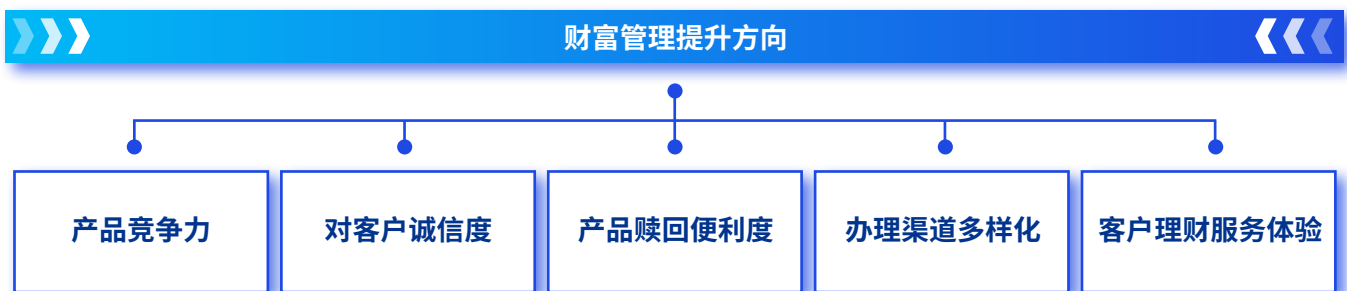 财富管理提升方向
产品竞争力
对客户诚信度
产品赎回便利度
办理渠道多样化
客户理财服务体验